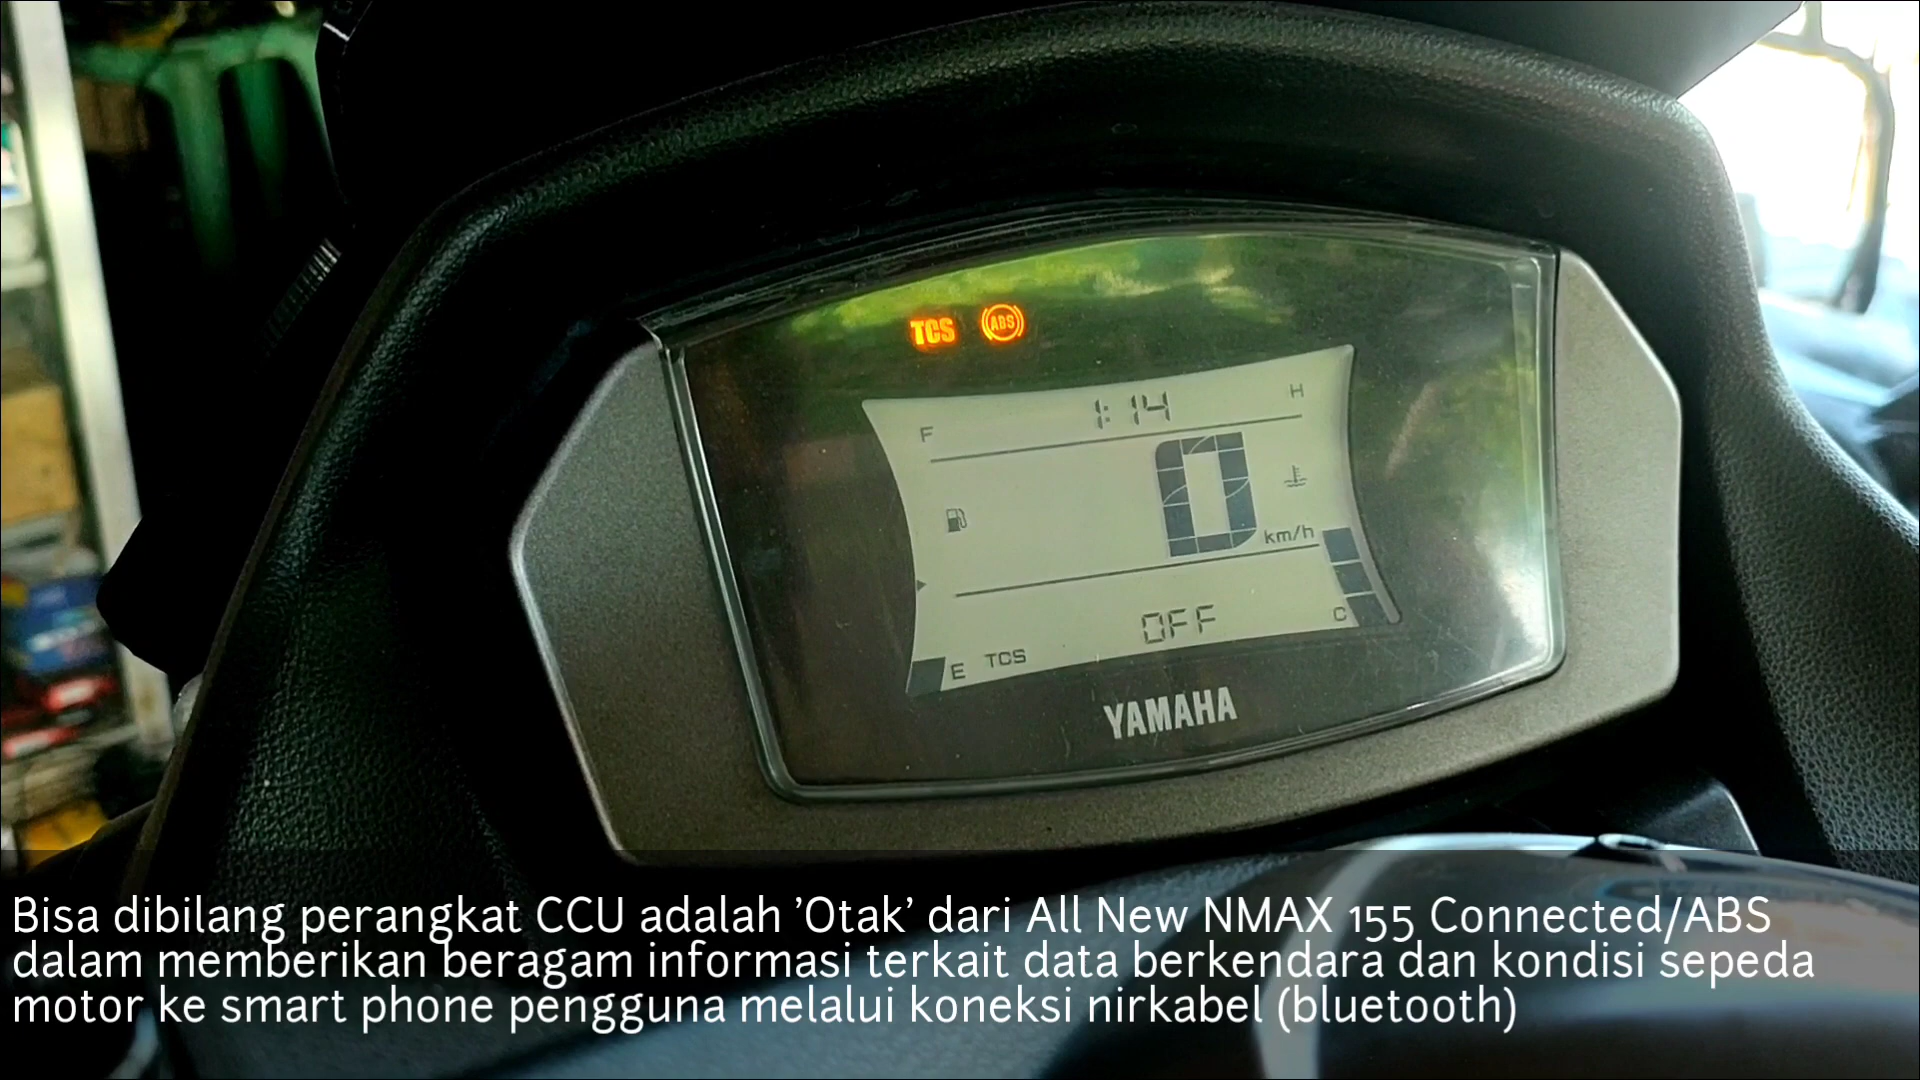 TCS ABS
1:14
H
F
0
km/h
OFF
C
E TCS
YAMAHA
Bisa dibilang perangkat CCU adalah 'Otak' dari All New NMAX 155 Connected/ABS
dalam memberikan beragam informasi terkait data berkendara dan kondisi sepeda
motor ke smart phone pengguna melalui koneksi nirkabel (bluetooth)